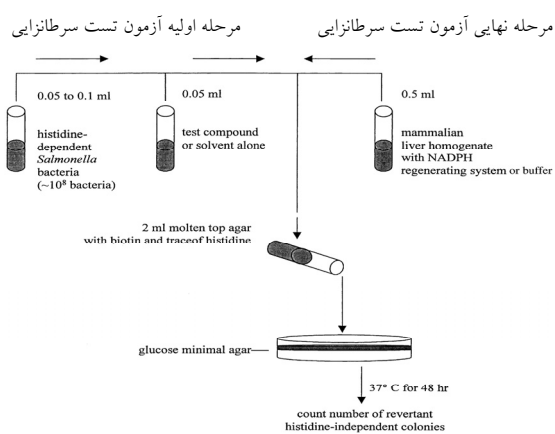 مرحله اولیه آزمون تست سرطانزایی
مرحله نهایی آزمون تست سرطانزایی
0.05 to 0.1 ml
histidine-
dependent
Salmonella
bacteria
(~10⁸ bacteria)
0.05 ml
test compound
or solvent alone
0.5 ml
mammalian
liver homogenate
with NADPH
regenerating system or buffer
2 ml molten top agar
with biotin and traceof histidine
glucose minimal agar
37° C for 48 hr
count number of revertant
histidine-independent colonies